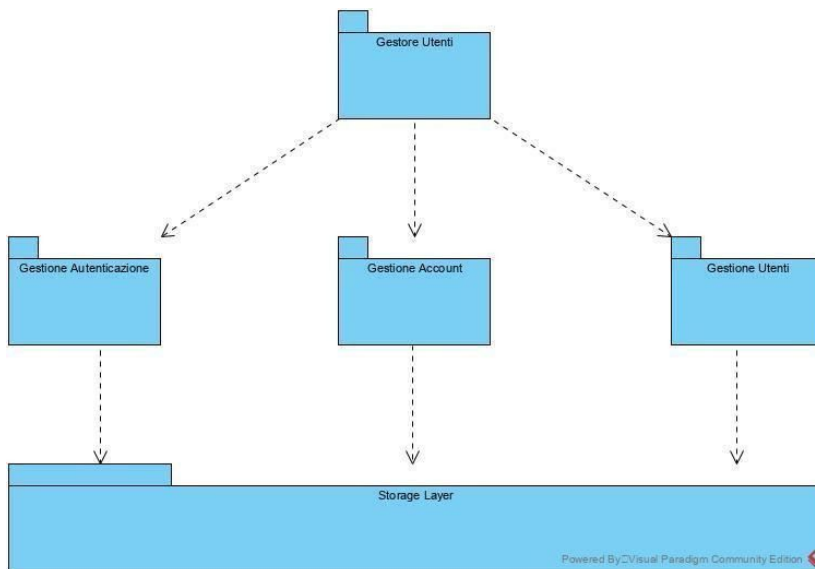 Gestore Utenti
Gestione Autenticazione
Gestione Account
Gestione Utenti
Storage Layer
Powered By Visual Paradigm Community Edition